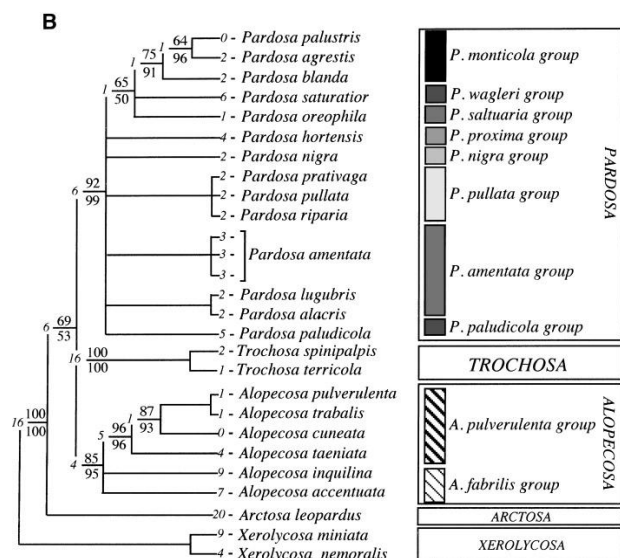 B
0 - Pardosa palustris
64
96
2 - Pardosa agrestis
1
75
91
2 - Pardosa blanda
1
65
50
6 - Pardosa saturatior
1
1 - Pardosa oreophila
4 - Pardosa hortensis
2 - Pardosa nigra
6
92
99
2 - Pardosa prativaga
2 - Pardosa pullata
2 - Pardosa riparia
3 -
3 - Pardosa amentata
3 -
2 - Pardosa lugubris
2 - Pardosa alacris
5 - Pardosa paludicola
6
69
53
16
100
100
2 - Trochosa spinipalpis
1 - Trochosa terricola
1 - Alopecosa pulverulenta
1 - Alopecosa trabalis
87
93
0 - Alopecosa cuneata
1
96
96
4 - Alopecosa taeniata
5
85
95
4
9 - Alopecosa inquilina
7 - Alopecosa accentuata
16
100
100
20 - Arctosa leopardus
9 - Xerolycosa miniata
4 - Xerolycosa nemoralis
P. monticola group
P. wagleri group
P. saltuaria group
P. proxima group
P. nigra group
P. pullata group
P. amentata group
P. paludicola group
PARDOSA
TROCHOSA
A. pulverulenta group
A. fabrilis group
ALOPECOSA
ARCTOSA
XEROLYCOSA